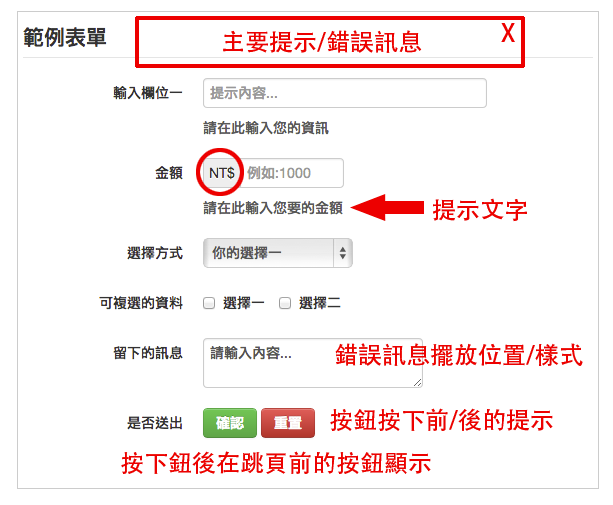 範例表單
主要提示/錯誤訊息
X
輸入欄位一
提示內容...
請在此輸入您的資訊
金額
NT$
例如:1000
請在此輸入您要的金額
提示文字
選擇方式
你的選擇一
可複選的資料
選擇一
選擇二
留下的訊息
請輸入內容...
錯誤訊息擺放位置/樣式
是否送出
確認
重置
按鈕按下前/後的提示
按下鈕後在跳頁前的按鈕顯示